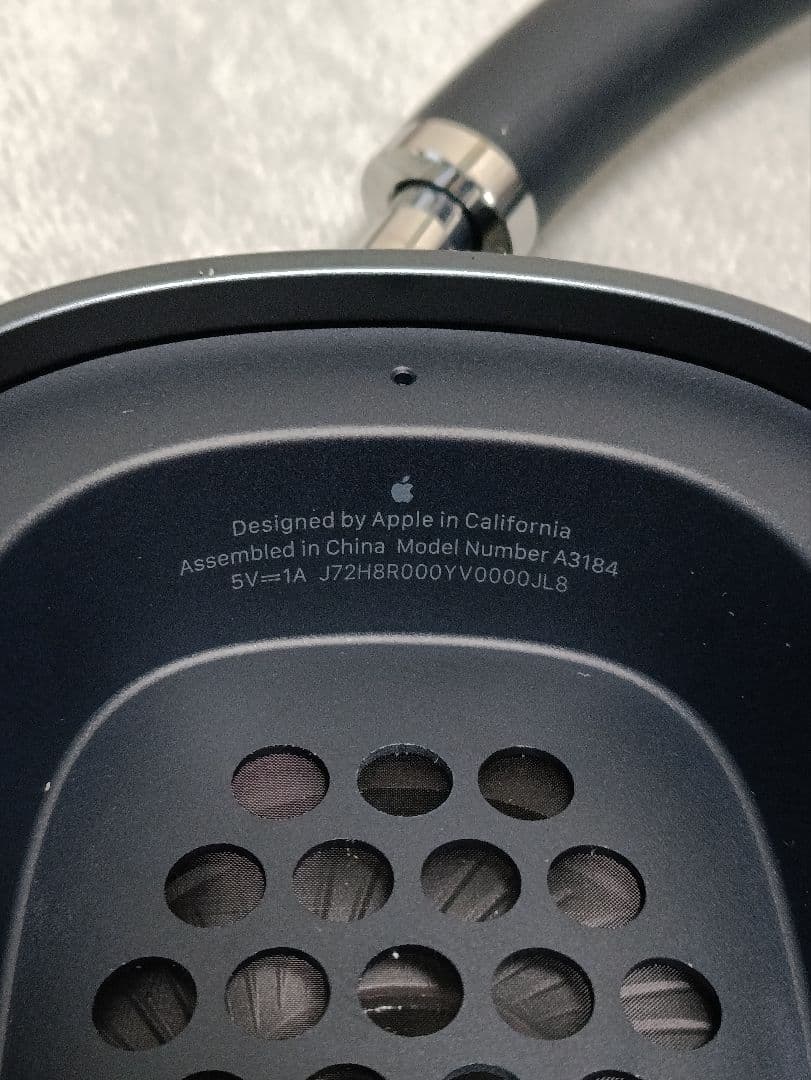 Designed by Apple in California
Assembled in China Model Number A3184
5V⎓1A J72H8R000YV0000JL8